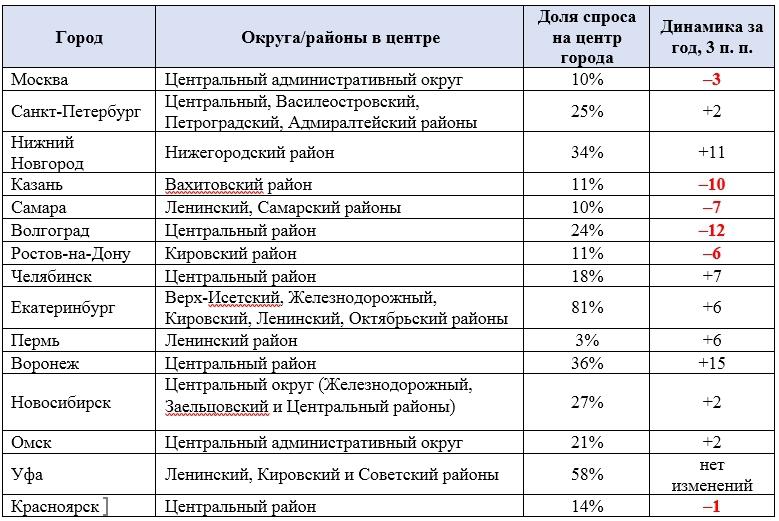 Город
Округа/районы в центре
Доля спроса
на центр
города
Динамика за
год, 3 п. п.
Москва
Центральный административный округ
10%
–3
Санкт-Петербург
Центральный, Василеостровский,
Петроградский, Адмиралтейский районы
25%
+2
Нижний
Новгород
Нижегородский район
34%
+11
Казань
Вахитовский район
11%
–10
Самара
Ленинский, Самарский районы
10%
–7
Волгоград
Центральный район
24%
–12
Ростов-на-Дону
Кировский район
11%
–6
Челябинск
Центральный район
18%
+7
Екатеринбург
Верх-Исетский, Железнодорожный,
Кировский, Ленинский, Октябрьский районы
81%
+6
Пермь
Ленинский район
3%
+6
Воронеж
Центральный район
36%
+15
Новосибирск
Центральный округ (Железнодорожный,
Заельцовский и Центральный районы)
27%
+2
Омск
Центральный административный округ
21%
+2
Уфа
Ленинский, Кировский и Советский районы
58%
нет
изменений
Красноярск
Центральный район
14%
–1